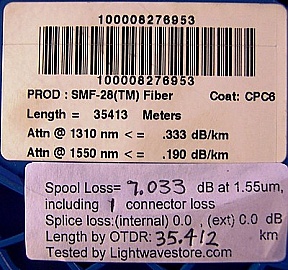 100008276953
100008276953
PROD : SMF-28(TM) Fiber Coat: CPC6
Length = 35413 Meters
Attn @ 1310 nm <= .333 dB/km
Attn @ 1550 nm <= .190 dB/km
Spool Loss= 7.033 dB at 1.55um,
including 1 connector loss
Splice loss:(internal) 0.0 , (ext) 0.0 dB
Length by OTDR: 35.412 km
Tested by Lightwavestore.com